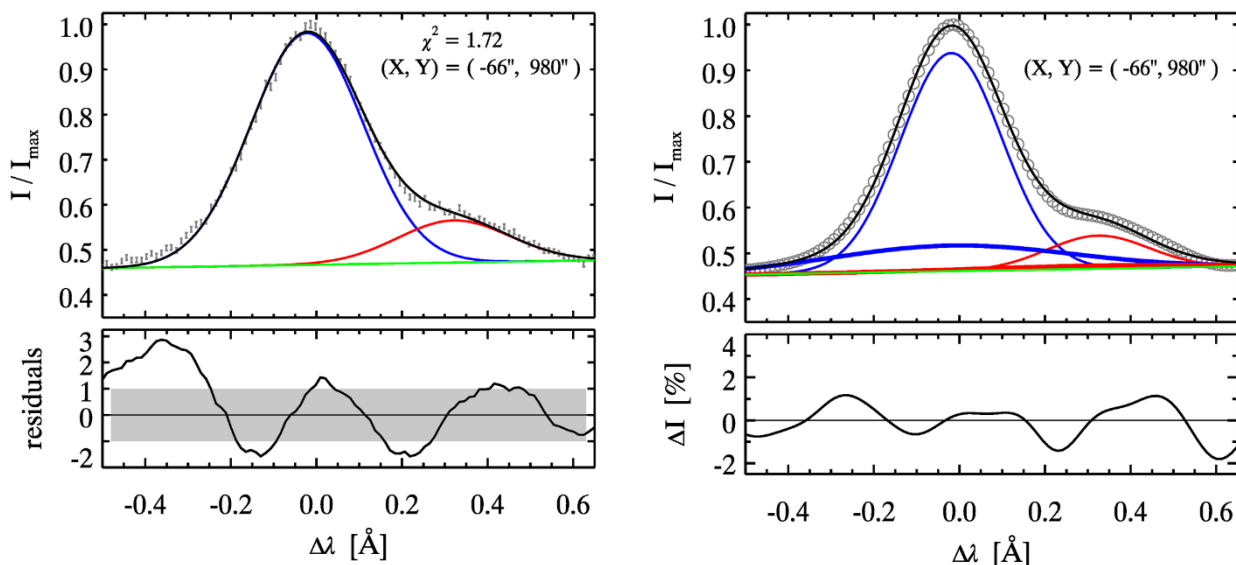 χ² = 1.72
(X, Y) = ( -66", 980" )
1.0
0.9
0.8
0.7
0.6
0.5
0.4
I / I_max
3
2
1
0
-2
residuals
-0.4 -0.2 0.0 0.2 0.4 0.6
Δλ [Å]
(X, Y) = ( -66", 980" )
1.0
0.9
0.8
0.7
0.6
0.5
0.4
I / I_max
4
2
0
-2
ΔI [%]
-0.4 -0.2 0.0 0.2 0.4 0.6
Δλ [Å]